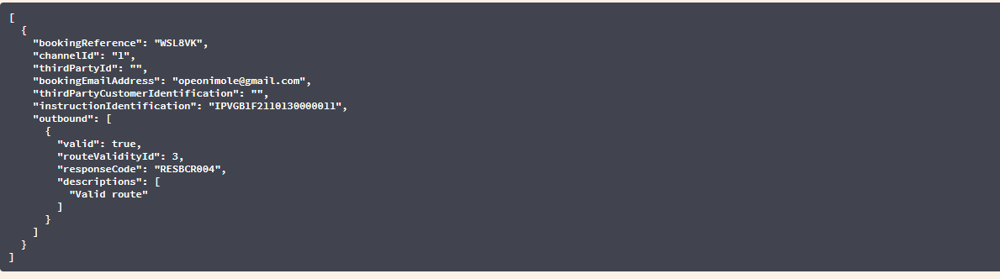 [
  {
    "bookingReference": "WSL8VK",
    "channelId": "1",
    "thirdPartyId": "",
    "bookingEmailAddress": "opeonimole@gmail.com",
    "thirdPartyCustomerIdentification": "",
    "instructionIdentification": "IPVGB1F2110130000011",
    "outbound": [
      {
        "valid": true,
        "routeValidityId": 3,
        "responseCode": "RESBCR004",
        "descriptions": [
          "Valid route"
        ]
      }
    ]
  }
]